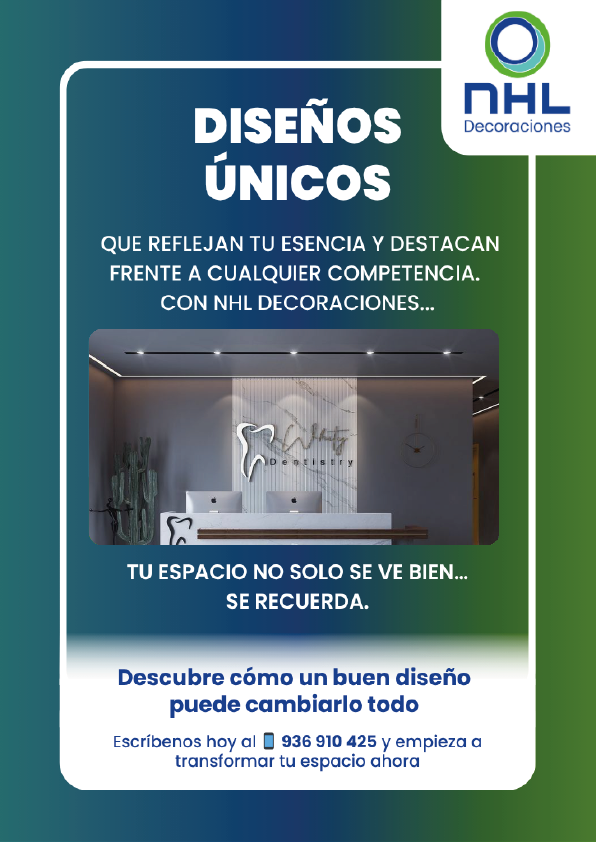 nHL
Decoraciones
DISEÑOS
ÚNICOS
QUE REFLEJAN TU ESENCIA Y DESTACAN
FRENTE A CUALQUIER COMPETENCIA.
CON NHL DECORACIONES...
Whity
Dentistry
TU ESPACIO NO SOLO SE VE BIEN...
SE RECUERDA.
Descubre cómo un buen diseño
puede cambiarlo todo
Escríbenos hoy al 📱 936 910 425 y empieza a
transformar tu espacio ahora